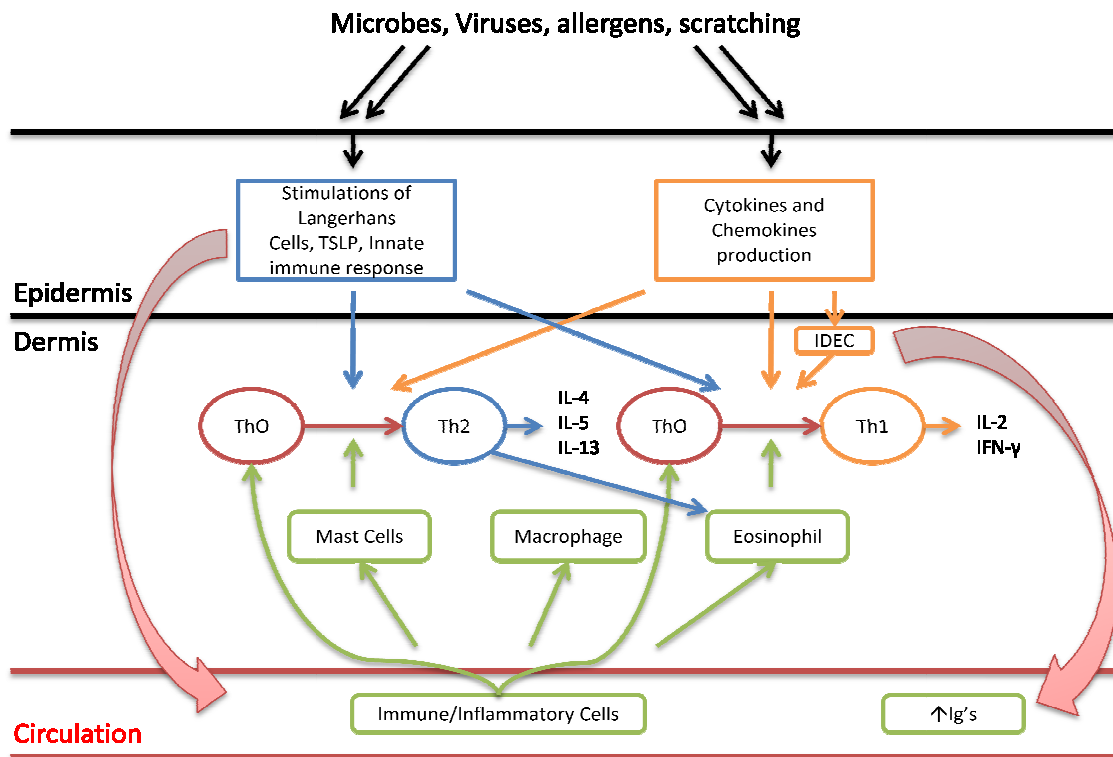 Microbes, Viruses, allergens, scratching
Stimulations of
Langerhans
Cells, TSLP, Innate
immune response
Cytokines and
Chemokines
production
Epidermis
Dermis
IDEC
ThO
Th2
IL-4
IL-5
IL-13
ThO
Th1
IL-2
IFN-γ
Mast Cells
Macrophage
Eosinophil
Immune/Inflammatory Cells
↑Ig's
Circulation